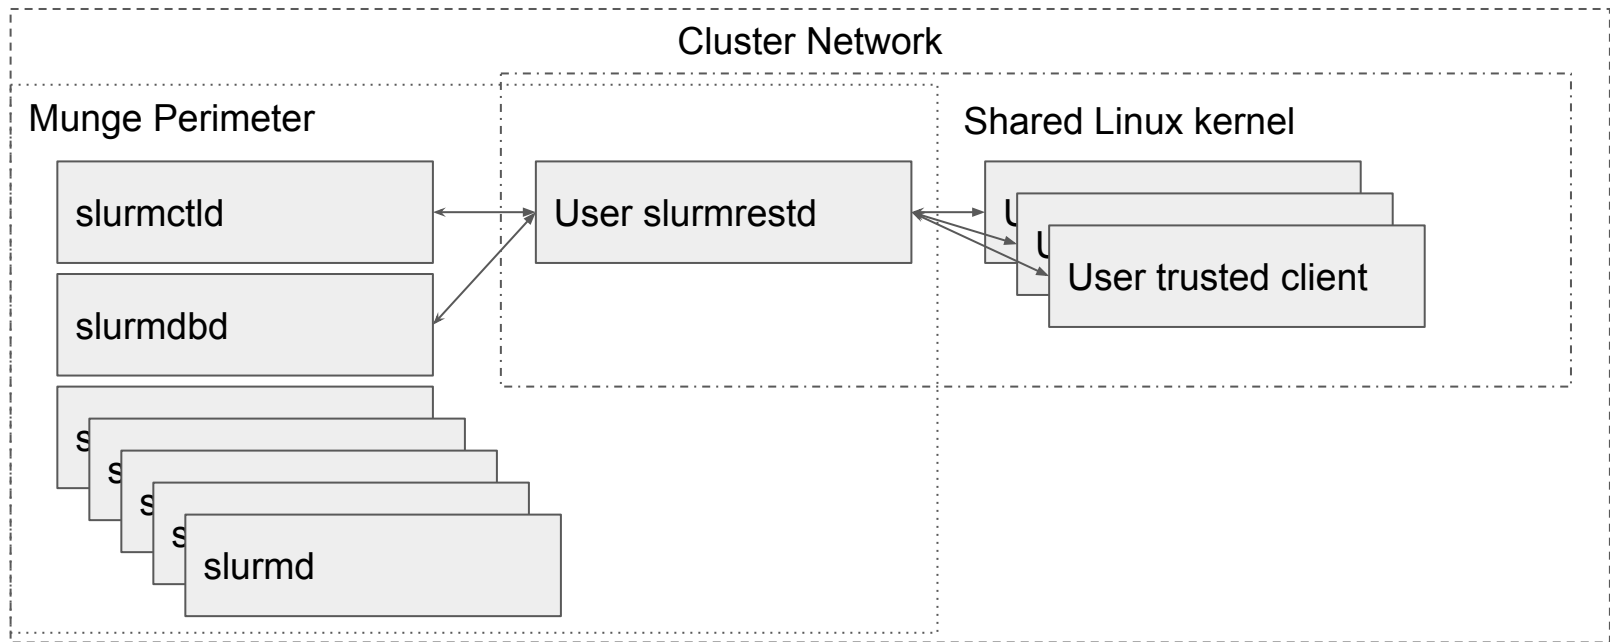 Cluster Network
Munge Perimeter
Shared Linux kernel
slurmctld
User slurmrestd
U
U
User trusted client
slurmdbd
s
s
s
s
slurmd